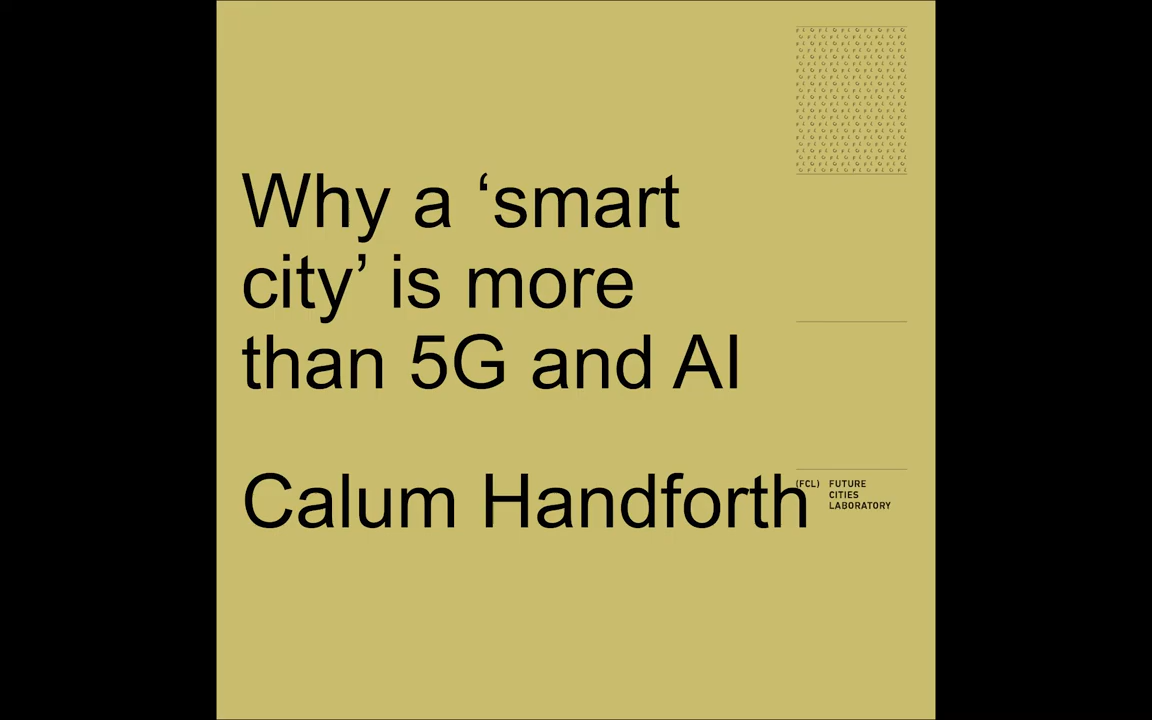 Why a ‘smart
city’ is more
than 5G and AI
Calum Handforth
(FCL) FUTURE
CITIES
LABORATORY